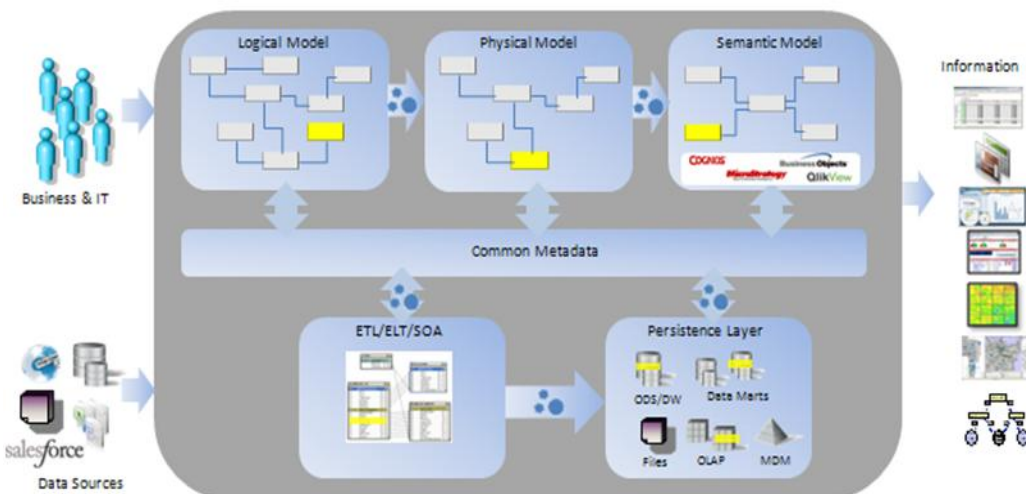 Logical Model
Physical Model
Semantic Model
Information
COGNOS
Business Objects
MicroStrategy
QlikView
Business & IT
Common Metadata
ETL/ELT/SOA
Persistence Layer
ODS/DW
Data Marts
salesforce
Files
OLAP
MDM
Data Sources